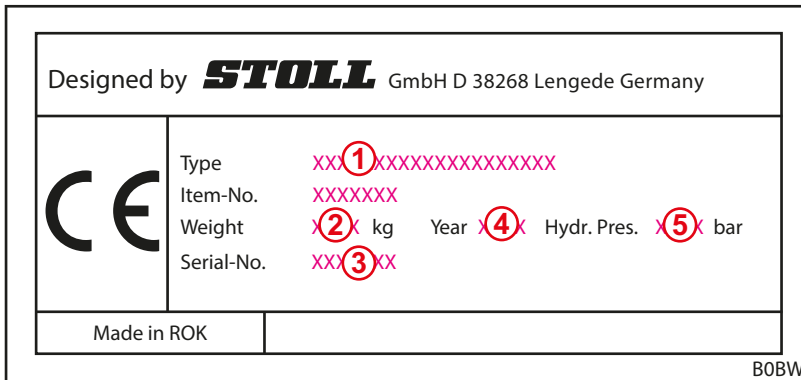 Designed by STOLL GmbH D 38268 Lengede Germany
CE
Type XXX1XXXXXXXXXXXXXXX
Item-No. XXXXXXX
Weight X2X kg Year X4X Hydr. Pres. X5X bar
Serial-No. XXX3XX
Made in ROK
B0BW